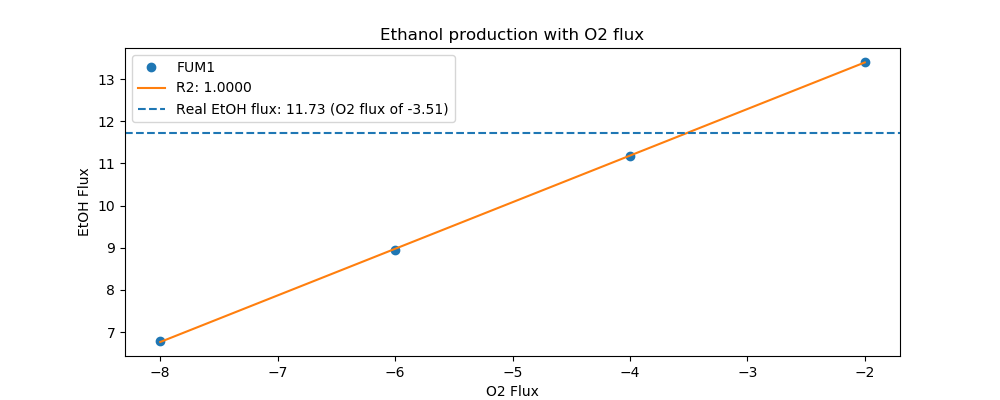 Ethanol production with O2 flux
FUM1
R2: 1.0000
Real EtOH flux: 11.73 (O2 flux of -3.51)
EtOH Flux
13
12
11
10
9
8
7
−8
−7
−6
−5
−4
−3
−2
O2 Flux